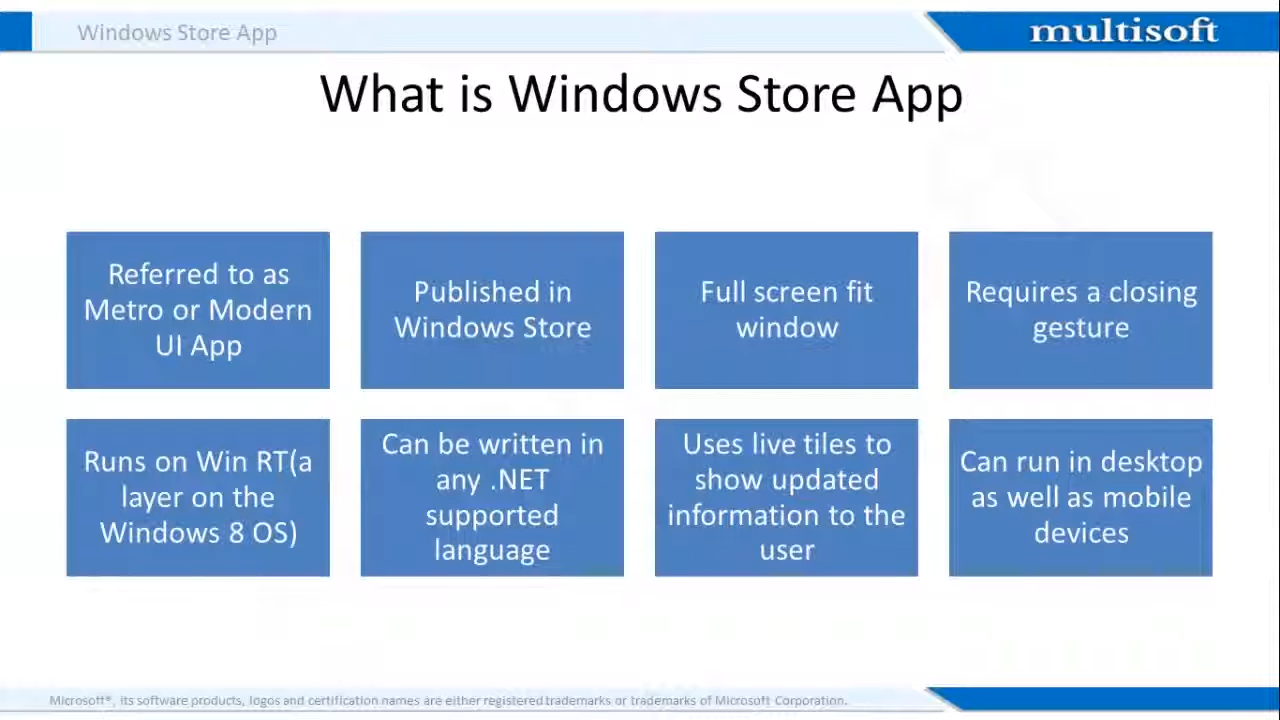 Windows Store App
multisoft
What is Windows Store App
Referred to as
Metro or Modern
UI App
Published in
Windows Store
Full screen fit
window
Requires a closing
gesture
Runs on Win RT(a
layer on the
Windows 8 OS)
Can be written in
any .NET
supported
language
Uses live tiles to
show updated
information to the
user
Can run in desktop
as well as mobile
devices
Microsoft®, its software products, logos and certification names are either registered trademarks or trademarks of Microsoft Corporation.